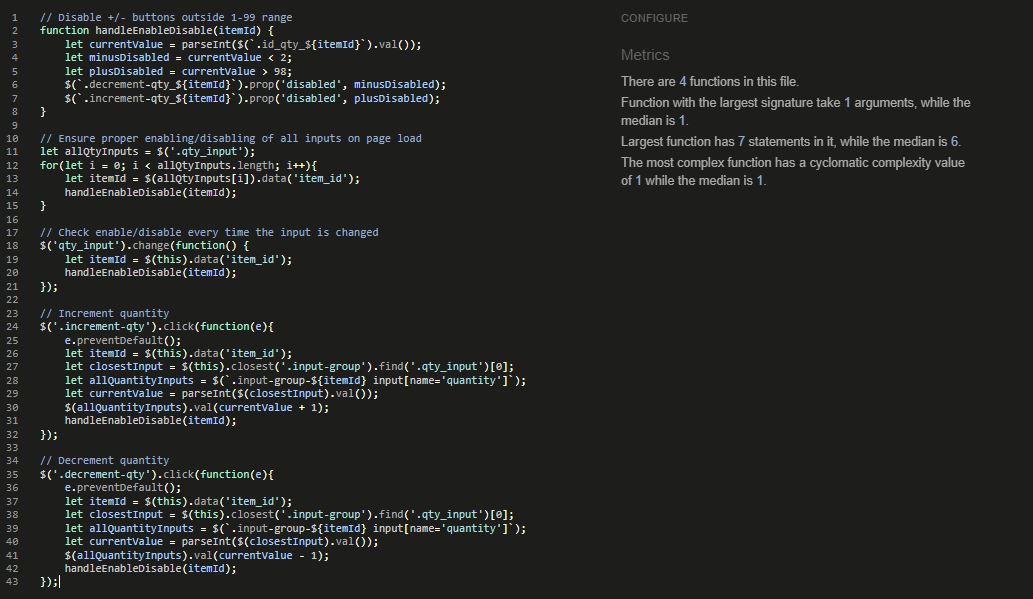 1 // Disable +/- buttons outside 1-99 range
2 function handleEnableDisable(itemId) {
3     let currentValue = parseInt($(`.id_qty_${itemId}`).val());
4     let minusDisabled = currentValue < 2;
5     let plusDisabled = currentValue > 98;
6     $(`.decrement-qty_${itemId}`).prop('disabled', minusDisabled);
7     $(`.increment-qty_${itemId}`).prop('disabled', plusDisabled);
8 }
9
10 // Ensure proper enabling/disabling of all inputs on page load
11 let allQtyInputs = $('.qty_input');
12 for(let i = 0; i < allQtyInputs.length; i++){
13     let itemId = $(allQtyInputs[i]).data('item_id');
14     handleEnableDisable(itemId);
15 }
16
17 // Check enable/disable every time the input is changed
18 $('qty_input').change(function() {
19     let itemId = $(this).data('item_id');
20     handleEnableDisable(itemId);
21 });
22
23 // Increment quantity
24 $('.increment-qty').click(function(e){
25     e.preventDefault();
26     let itemId = $(this).data('item_id');
27     let closestInput = $(this).closest('.input-group').find('.qty_input')[0];
28     let allQuantityInputs = $(`.input-group-${itemId} input[name='quantity']`);
29     let currentValue = parseInt($(closestInput).val());
30     $(allQuantityInputs).val(currentValue + 1);
31     handleEnableDisable(itemId);
32 });
33
34 // Decrement quantity
35 $('.decrement-qty').click(function(e){
36     e.preventDefault();
37     let itemId = $(this).data('item_id');
38     let closestInput = $(this).closest('.input-group').find('.qty_input')[0];
39     let allQuantityInputs = $(`.input-group-${itemId} input[name='quantity']`);
40     let currentValue = parseInt($(closestInput).val());
41     $(allQuantityInputs).val(currentValue - 1);
42     handleEnableDisable(itemId);
43 });
CONFIGURE
Metrics
There are 4 functions in this file.
Function with the largest signature take 1 arguments, while the
median is 1.
Largest function has 7 statements in it, while the median is 6.
The most complex function has a cyclomatic complexity value
of 1 while the median is 1.